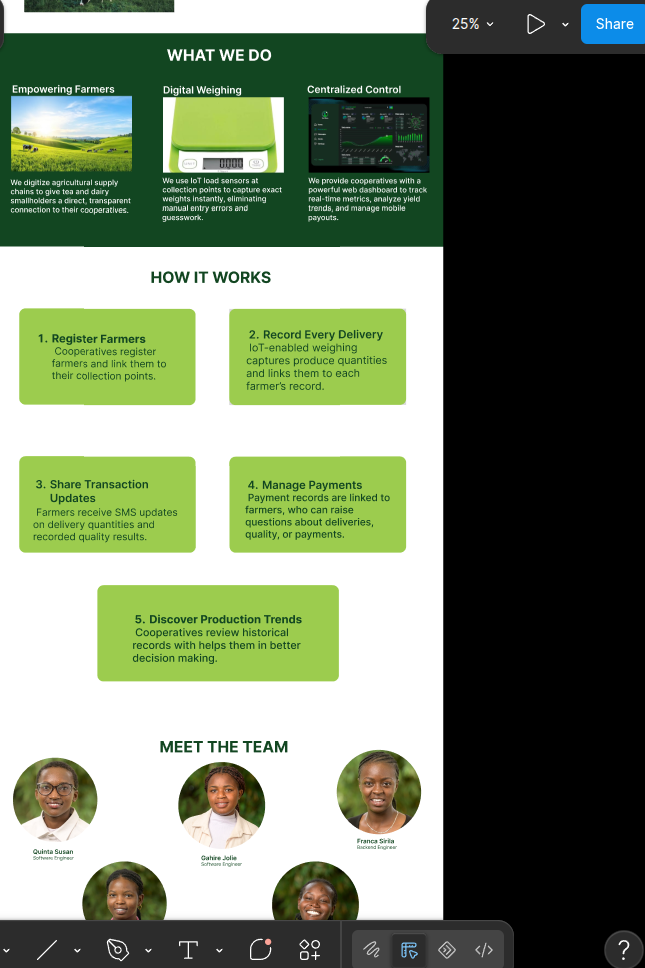 25%
Share
WHAT WE DO
Empowering Farmers
We digitize agricultural supply
chains to give tea and dairy
smallholders a direct, transparent
connection to their cooperatives.
Digital Weighing
We use IoT load sensors at
collection points to capture exact
weights instantly, eliminating
manual entry errors and
guesswork.
Centralized Control
We provide cooperatives with a
powerful web dashboard to track
real-time metrics, analyze yield
trends, and manage mobile
payouts.
HOW IT WORKS
1. Register Farmers
Cooperatives register
farmers and link them to
their collection points.
2. Record Every Delivery
IoT-enabled weighing
captures produce quantities
and links them to each
farmer's record.
3. Share Transaction
Updates
Farmers receive SMS updates
on delivery quantities and
recorded quality results.
4. Manage Payments
Payment records are linked to
farmers, who can raise
questions about deliveries,
quality, or payments.
5. Discover Production Trends
Cooperatives review historical
records with helps them in better
decision making.
MEET THE TEAM
Quinta Susan
Software Engineer
Gahire Jolie
Software Engineer
Franca Sirila
Backend Engineer
T
?